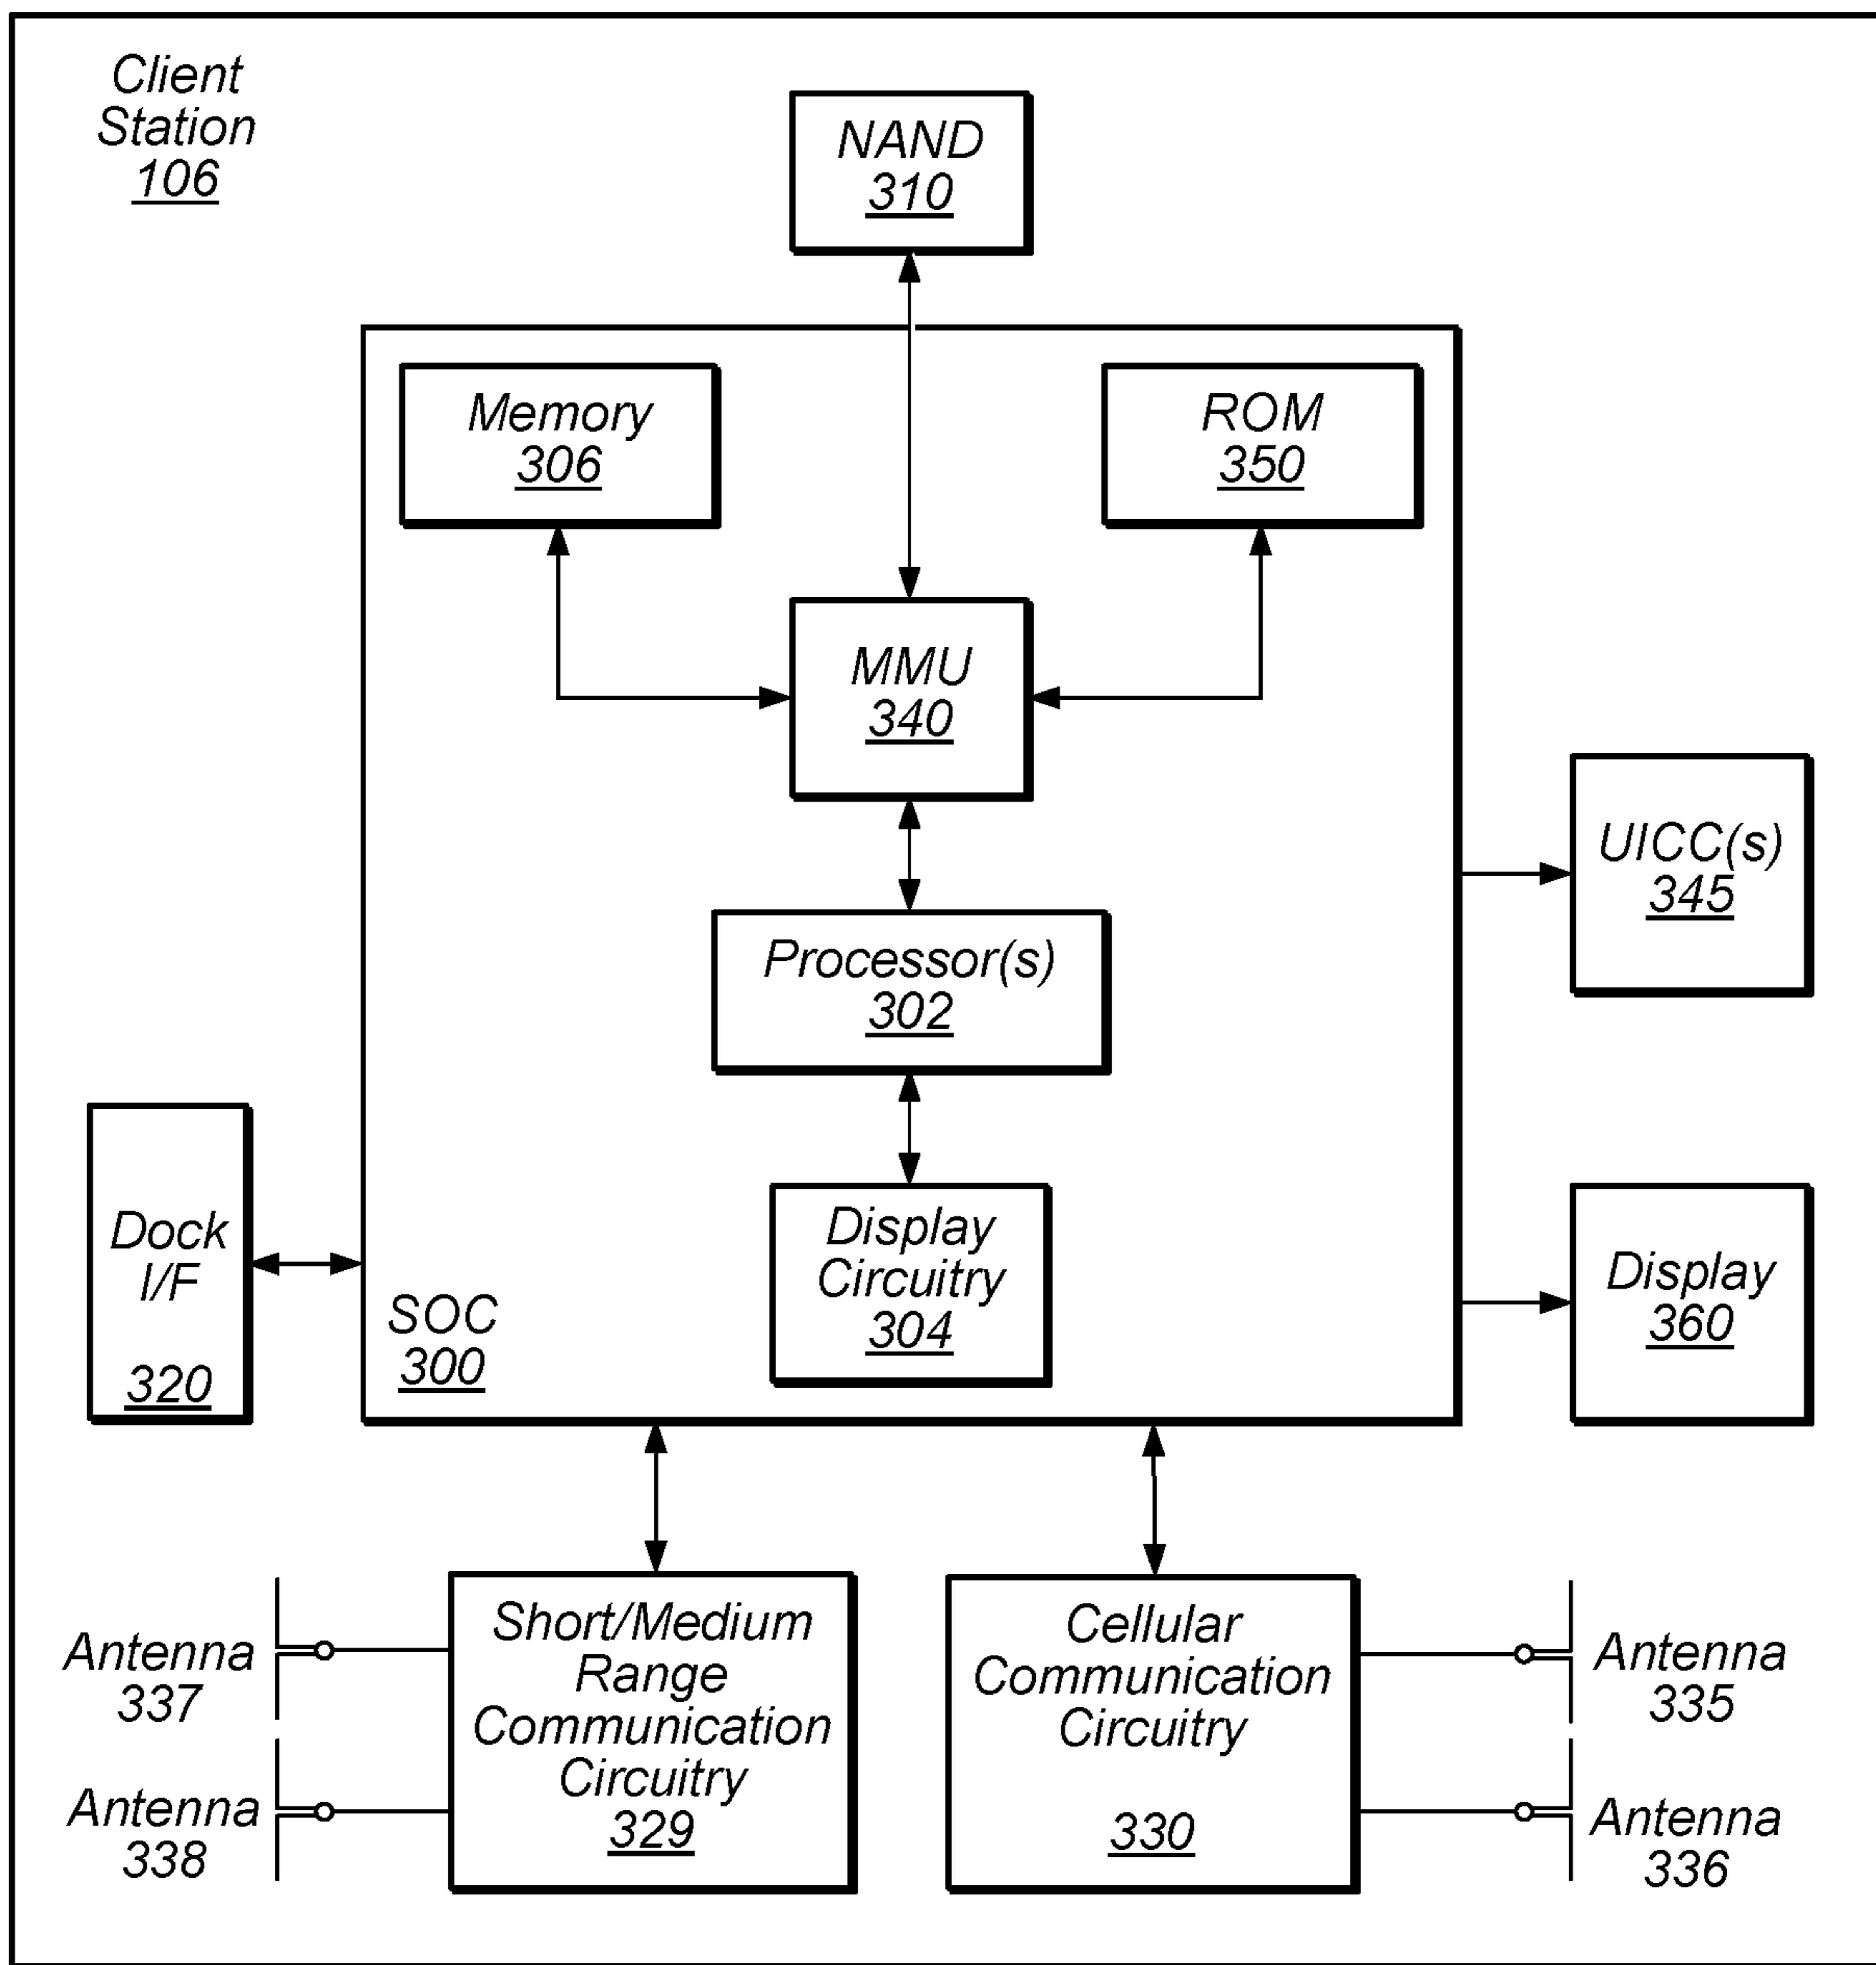 Client
Station
106
NAND
310
Memory
306
ROM
350
MMU
340
UICC(s)
345
Processor(s)
302
Dock
I/F
320
Display
Circuitry
304
SOC
300
Display
360
Antenna
337
Antenna
338
Short/Medium
Range
Communication
Circuitry
329
Cellular
Communication
Circuitry
330
Antenna
335
Antenna
336